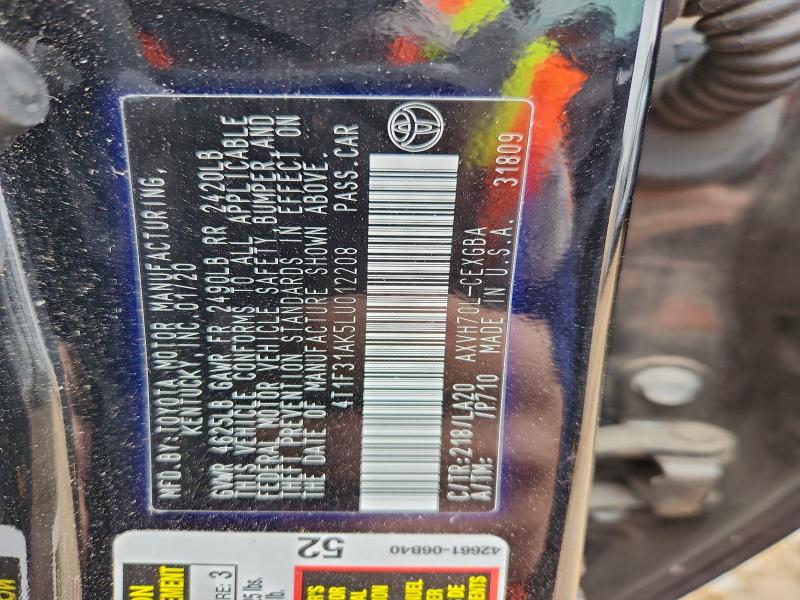 MFD. BY: TOYOTA MOTOR MANUFACTURING,
KENTUCKY, INC. 01/20
GVWR 4625LB GAWR FR 2490LB RR 2420LB
THIS VEHICLE CONFORMS TO ALL APPLICABLE
FEDERAL MOTOR VEHICLE SAFETY,BUMPER,AND
THEFT PREVENTION STANDARDS IN EFFECT ON
THE DATE OF MANUFACTURE SHOWN ABOVE.
4T1F31AK5LU012208 PASS.CAR
C/TR:218/LA20 AXVH70L-CEXGBA
A/TM: /P710 MADE IN U.S.A. 31809
52
42661-06B40